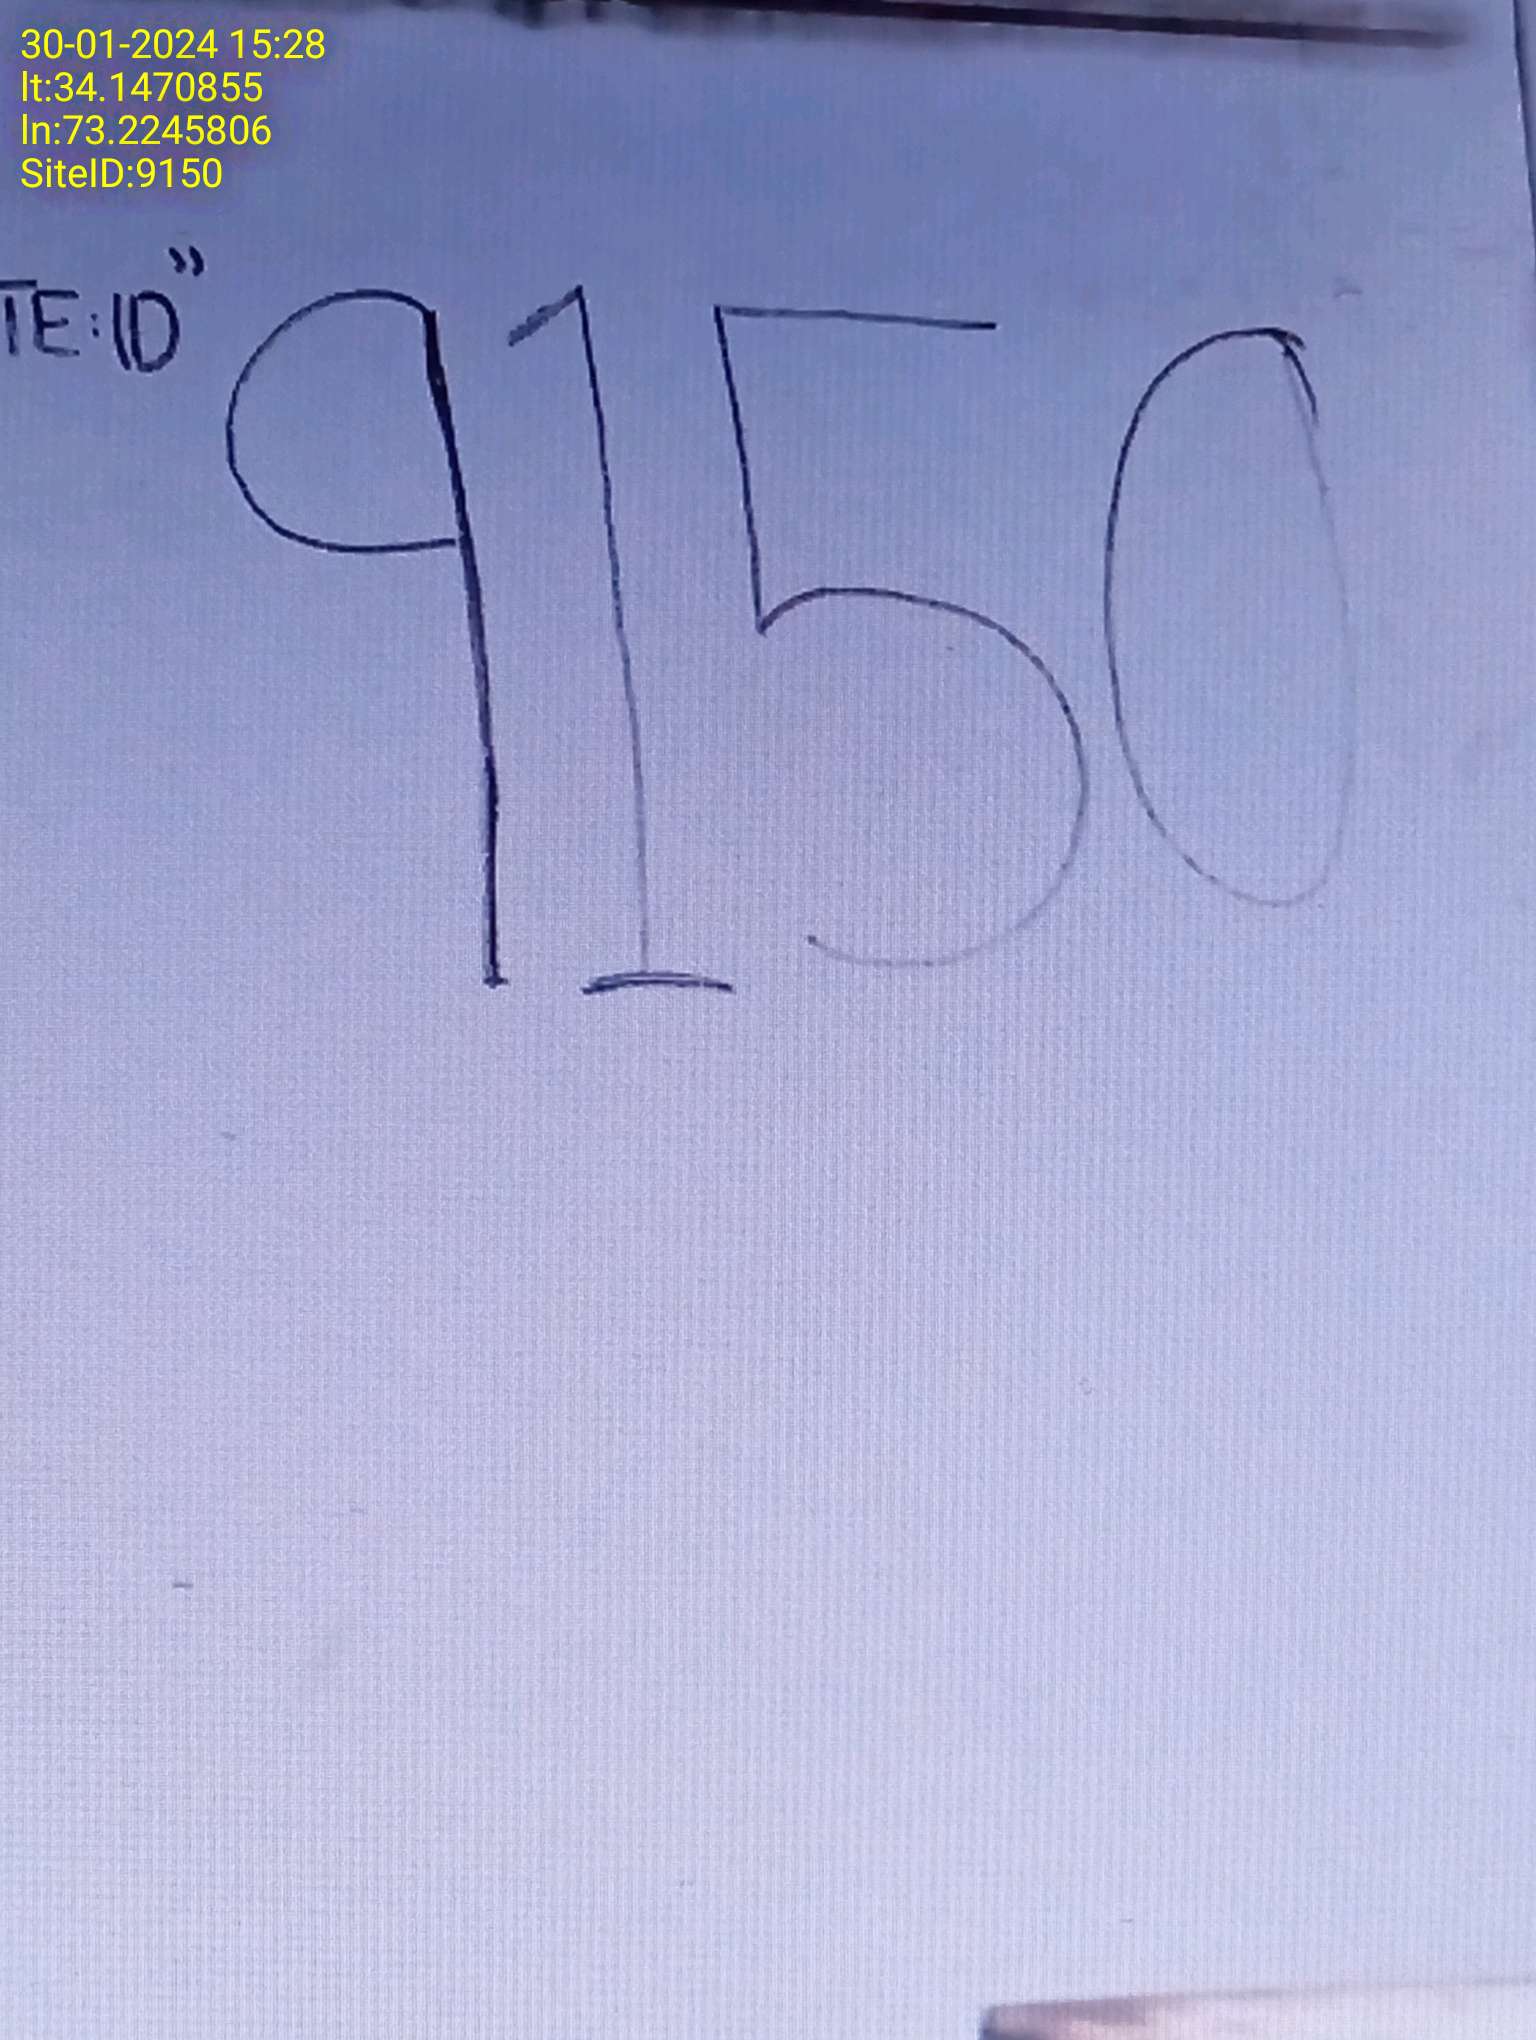 30-01-2024 15:28
lt:34.1470855
ln:73.2245806
SiteID:9150
TE:ID" 9150